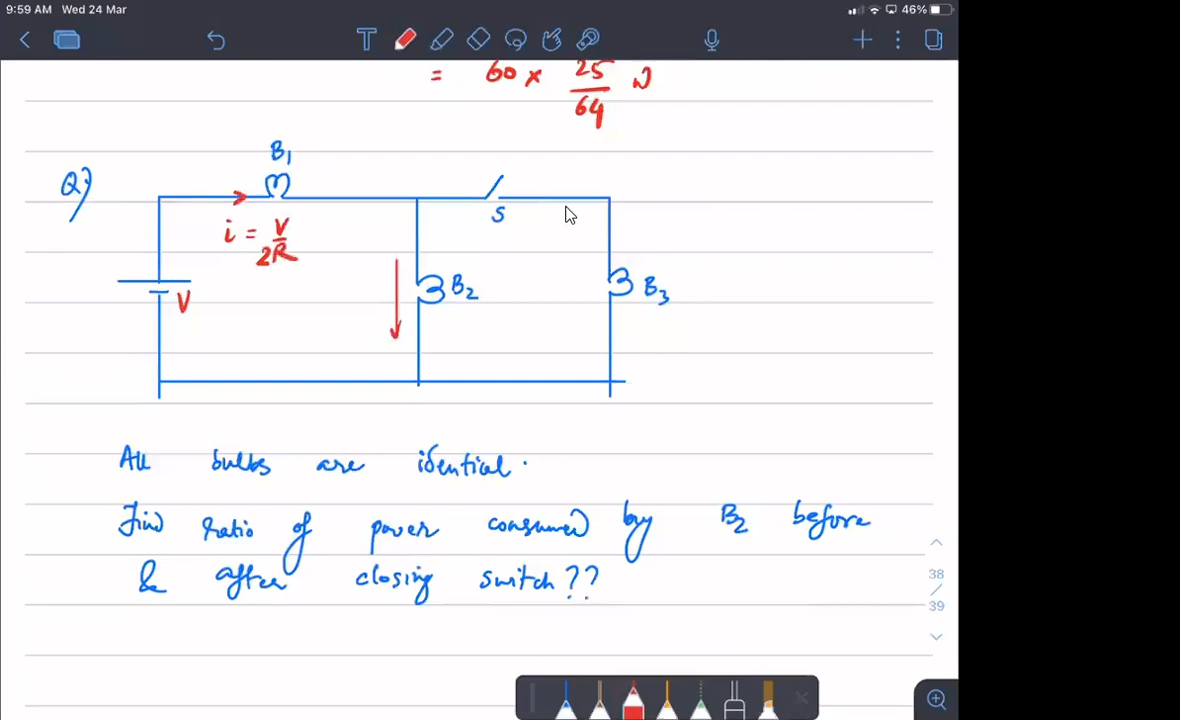 9:59 AM Wed 24 Mar
46%
T
= 60 × 25/64 W
Q)
B1
S
i = V/2R
B2
B3
V
All bulbs are identical.
Find ratio of power consumed by B2 before
& after closing switch??
38
/
39